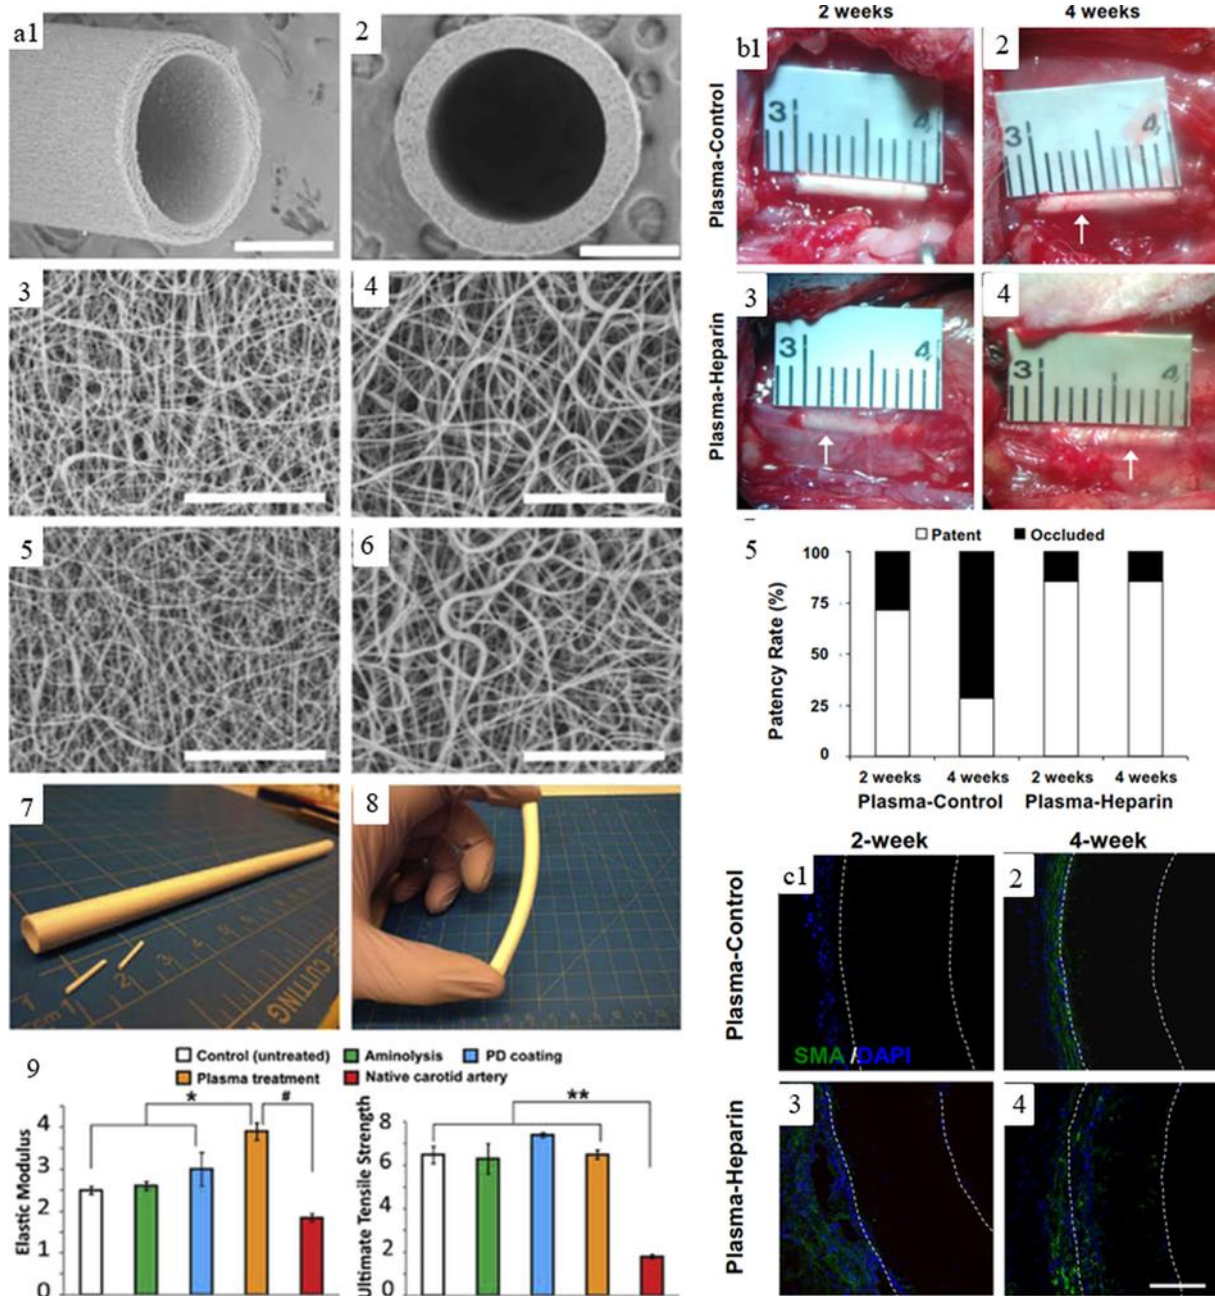 a1
2
3
4
5
6
7
8
9
Control (untreated)
Aminolysis
PD coating
Plasma treatment
Native carotid artery
Elastic Modulus
4
3
2
1
0
*
#
Ultimate Tensile Strength
8
6
4
2
0
**
2 weeks
4 weeks
Plasma-Control
b1
3
4
2
3
4
Plasma-Heparin
3
3
4
4
3
4
5
Patent
Occluded
Patency Rate (%)
100
75
50
25
0
2 weeks
4 weeks
2 weeks
4 weeks
Plasma-Control
Plasma-Heparin
2-week
4-week
Plasma-Control
c1
SMA/DAPI
2
Plasma-Heparin
3
4